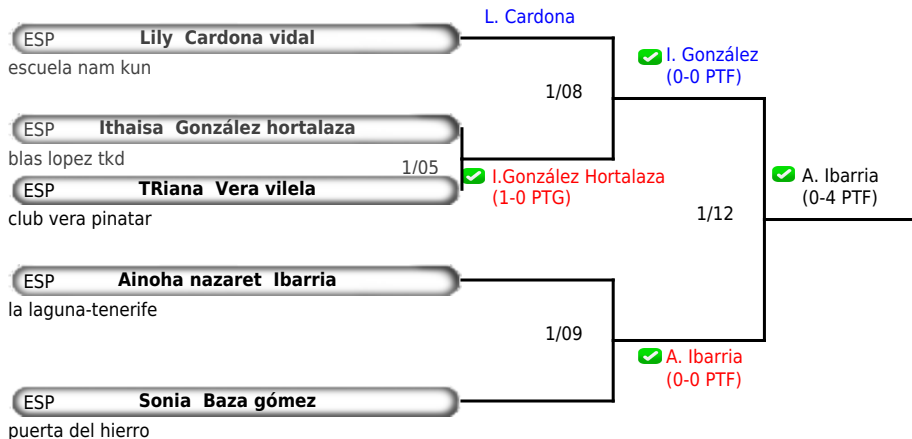 L. Cardona
ESP Lily Cardona vidal
escuela nam kun
I. González
(0-0 PTF)
1/08
ESP Ithaisa González hortalaza
blas lopez tkd
1/05
I.González Hortalaza
(1-0 PTG)
ESP TRiana Vera vilela
club vera pinatar
A. Ibarria
(0-4 PTF)
1/12
ESP Ainoha nazaret Ibarria
la laguna-tenerife
1/09
A. Ibarria
(0-0 PTF)
ESP Sonia Baza gómez
puerta del hierro